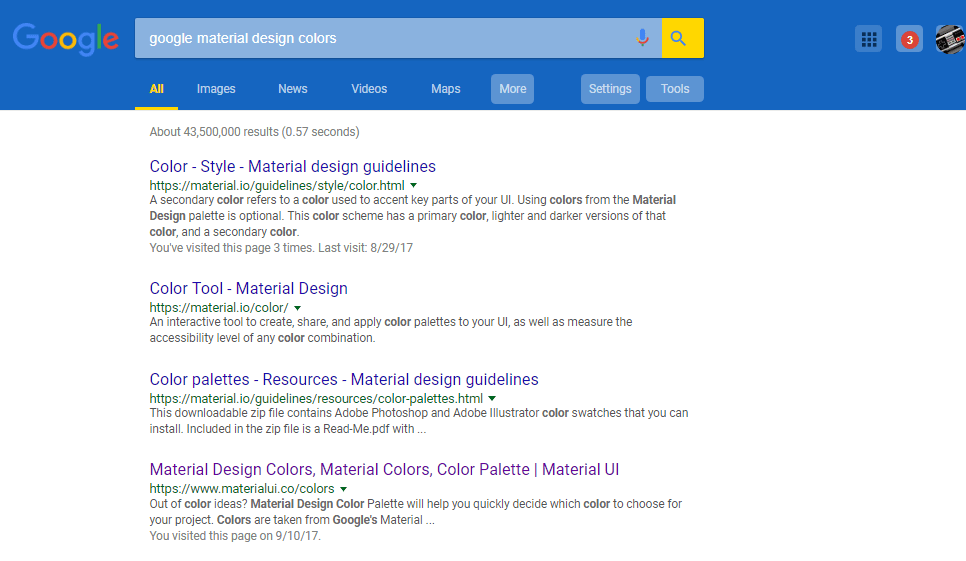 Google
google material design colors
3
All Images News Videos Maps More Settings Tools
About 43,500,000 results (0.57 seconds)
Color - Style - Material design guidelines
https://material.io/guidelines/style/color.html
A secondary color refers to a color used to accent key parts of your UI. Using colors from the Material
Design palette is optional. This color scheme has a primary color, lighter and darker versions of that
color, and a secondary color.
You've visited this page 3 times. Last visit: 8/29/17
Color Tool - Material Design
https://material.io/color/
An interactive tool to create, share, and apply color palettes to your UI, as well as measure the
accessibility level of any color combination.
Color palettes - Resources - Material design guidelines
https://material.io/guidelines/resources/color-palettes.html
This downloadable zip file contains Adobe Photoshop and Adobe Illustrator color swatches that you can
install. Included in the zip file is a Read-Me.pdf with ...
Material Design Colors, Material Colors, Color Palette | Material UI
https://www.materialui.co/colors
Out of color ideas? Material Design Color Palette will help you quickly decide which color to choose for
your project. Colors are taken from Google's Material ...
You visited this page on 9/10/17.